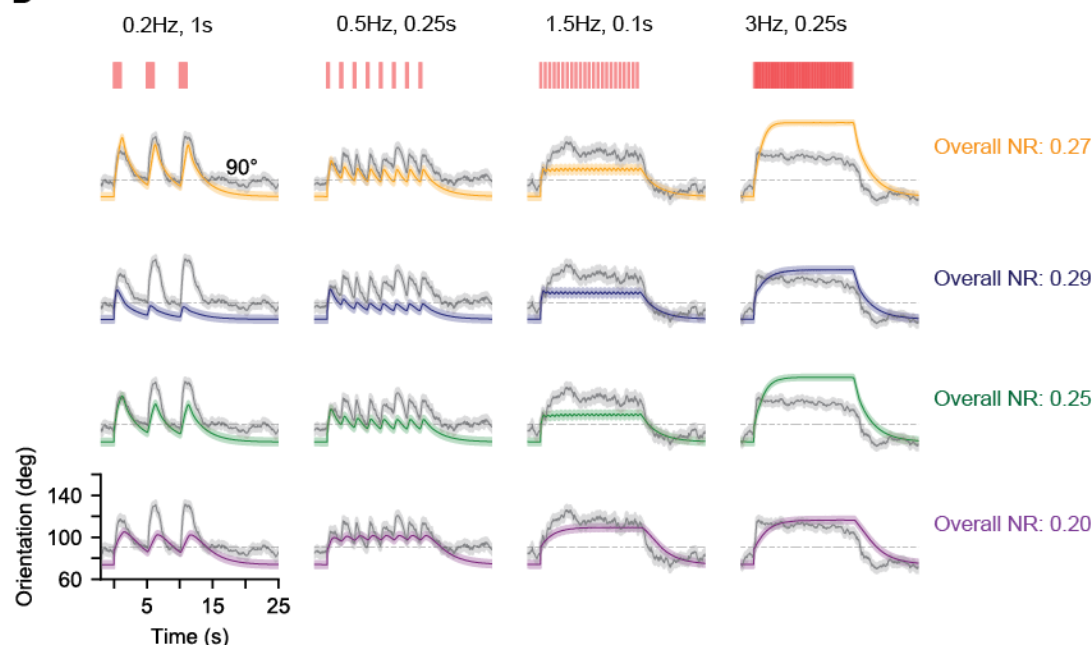 0.2Hz, 1s
0.5Hz, 0.25s
1.5Hz, 0.1s
3Hz, 0.25s
90°
Overall NR: 0.27
Overall NR: 0.29
Overall NR: 0.25
Overall NR: 0.20
Orientation (deg)
140
100
60
5
15
25
Time (s)